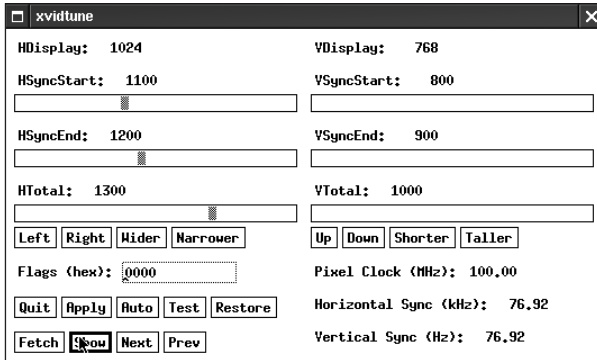 xvidtune
HDisplay: 1024
VDisplay: 768
HSyncStart: 1100
VSyncStart: 800
HSyncEnd: 1200
VSyncEnd: 900
HTotal: 1300
VTotal: 1000
Left Right Wider Narrower
Up Down Shorter Taller
Flags (hex): 0000
Pixel Clock (MHz): 100.00
Quit Apply Auto Test Restore
Horizontal Sync (kHz): 76.92
Fetch Show Next Prev
Vertical Sync (Hz): 76.92